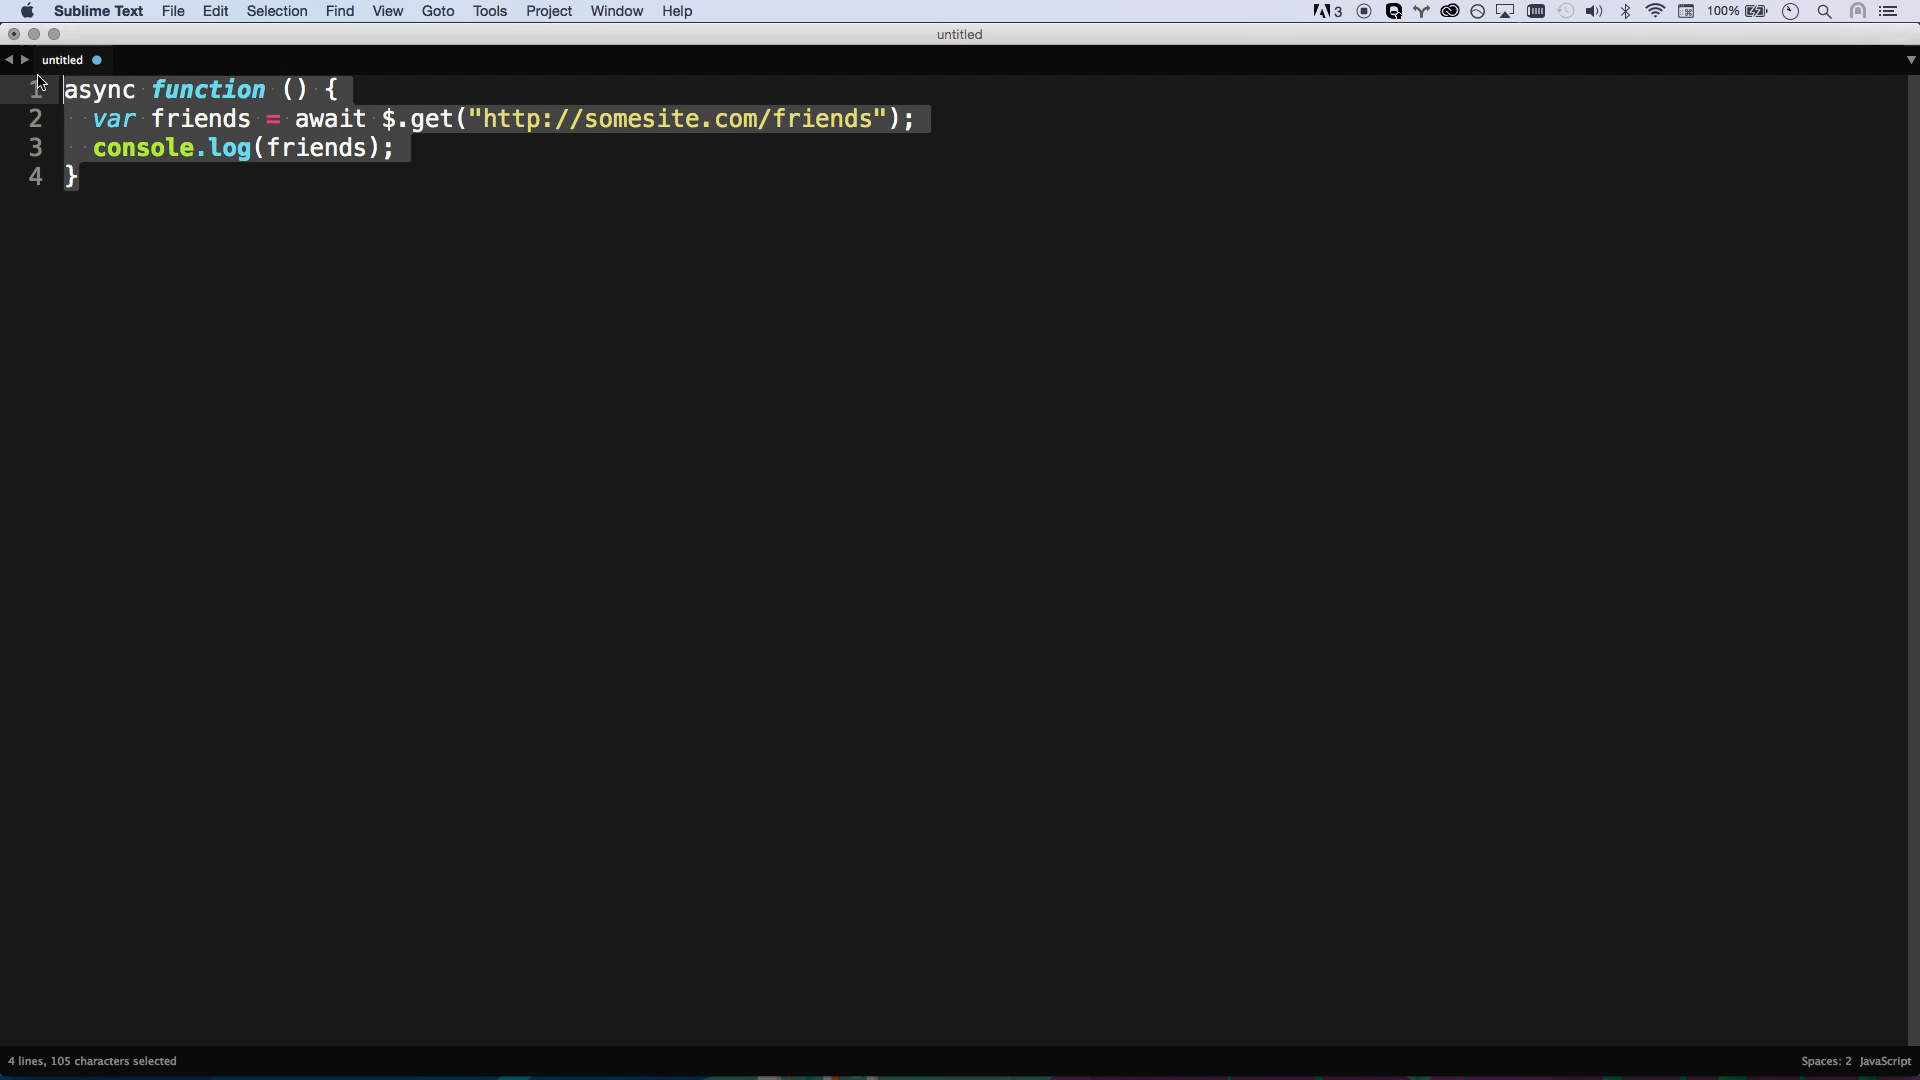 Sublime Text File Edit Selection Find View Goto Tools Project Window Help 3 100%
untitled
untitled
1 async function () {
2 var friends = await $.get("http://somesite.com/friends");
3 console.log(friends);
4 }
4 lines, 105 characters selected Spaces: 2 JavaScript